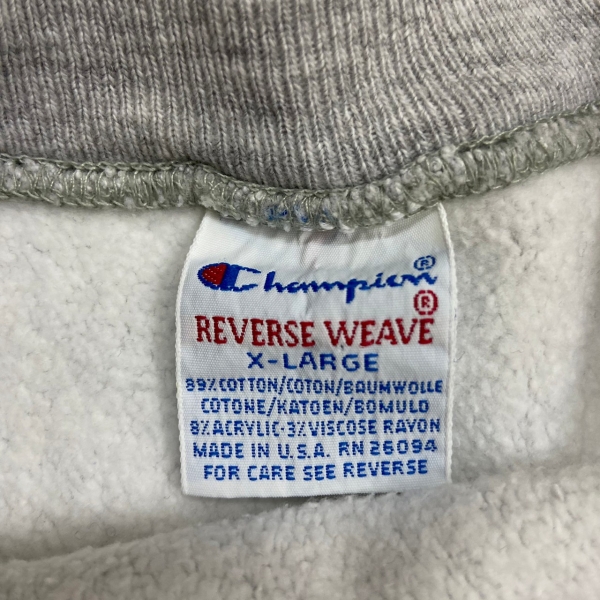 Champion®
REVERSE WEAVE®
X-LARGE
89%COTTON/COTON/BAUMWOLLE
COTONE/KATOEN/BOMULD
8%ACRYLIC-3%VISCOSE RAYON
MADE IN U.S.A. RN 26094
FOR CARE SEE REVERSE